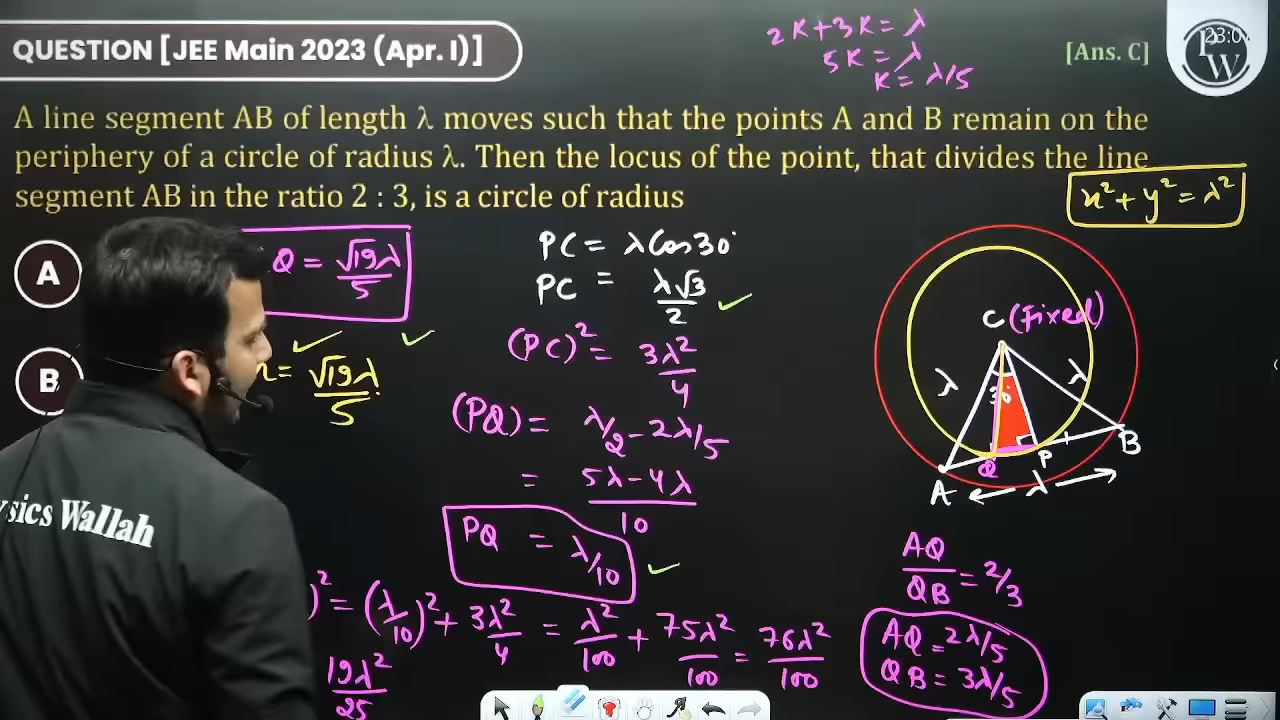 2K+3K=λ
5K=λ
K=λ/5
QUESTION [JEE Main 2023 (Apr. I)]
[Ans. C]
23:0
W
A line segment AB of length λ moves such that the points A and B remain on the
periphery of a circle of radius λ. Then the locus of the point, that divides the line
segment AB in the ratio 2 : 3, is a circle of radius
x²+y²=λ²
A
Q = √19λ/5
B
= √19λ/5
PC = λCos30°
PC = λ√3/2
(PC)² = 3λ²/4
(PQ) = λ/2 - 2λ/5
= 5λ-4λ/10
PQ = λ/10
)² = (λ/10)² + 3λ²/4 = λ²/100 + 75λ²/100 = 76λ²/100
19λ²/25
C (Fixed)
λ
λ
30°
Q
P
B
A
λ
AQ/QB = 2/3
AQ = 2λ/5
QB = 3λ/5
sics Wallah